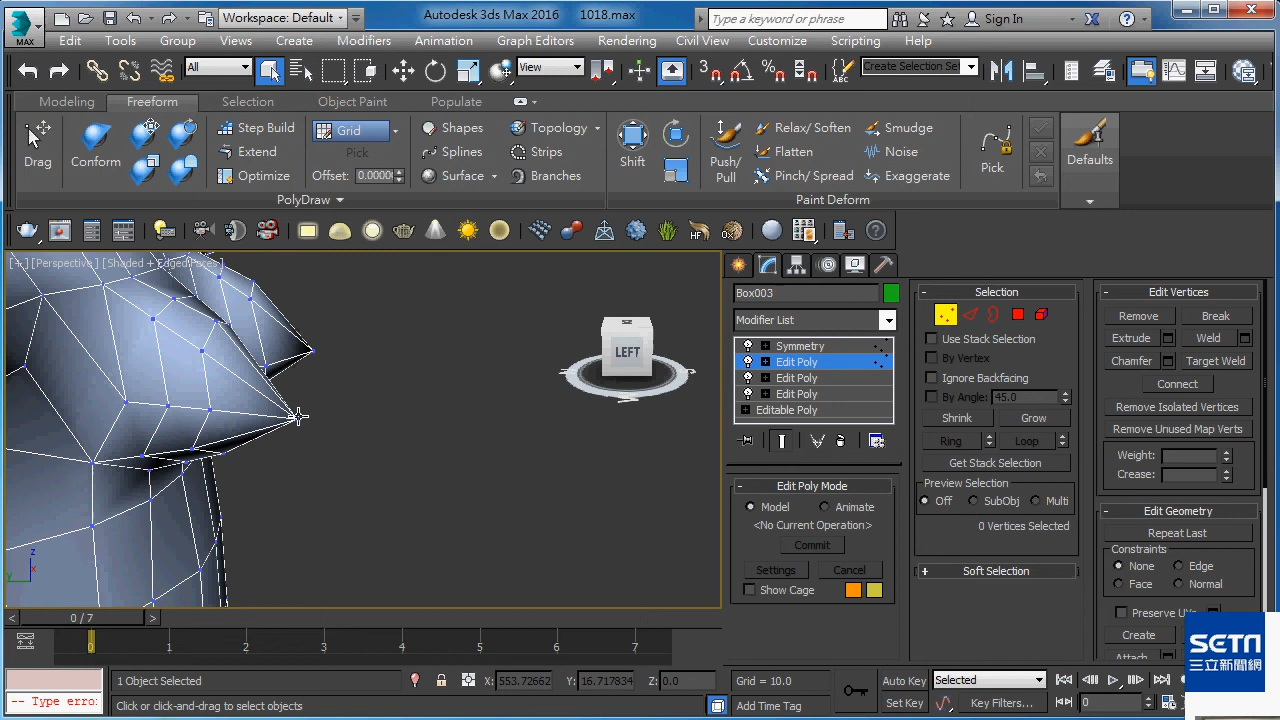 Workspace: Default
Autodesk 3ds Max 2016 1018.max
Type a keyword or phrase
Sign In
MAX
Edit Tools Group Views Create Modifiers Animation Graph Editors Rendering Civil View Customize Scripting Help
All
View
3
ABC
Create Selection Se
Modeling Freeform Selection Object Paint Populate
Drag
Conform
Step Build
Extend
Optimize
Grid
Pick
Offset: 0.0000
Shapes
Splines
Surface
Topology
Strips
Branches
PolyDraw
Shift
Push/
Pull
Relax/ Soften
Flatten
Pinch/ Spread
Smudge
Noise
Exaggerate
Paint Deform
Pick
Defaults
HF
[+] [Perspective ] [Shaded + Edged Faces ]
LEFT
z
x
y
Box003
Modifier List
Symmetry
Edit Poly
Edit Poly
Edit Poly
Editable Poly
Edit Poly Mode
Model Animate
<No Current Operation>
Commit
Settings Cancel
Show Cage
Selection
Use Stack Selection
By Vertex
Ignore Backfacing
By Angle: 45.0
Shrink Grow
Ring Loop
Get Stack Selection
Preview Selection
Off SubObj Multi
0 Vertices Selected
Soft Selection
Edit Vertices
Remove Break
Extrude Weld
Chamfer Target Weld
Connect
Remove Isolated Vertices
Remove Unused Map Verts
Weight:
Crease:
Edit Geometry
Repeat Last
Constraints
None Edge
Face Normal
Preserve UVs
Create
Attach
SETN
三立新聞網
0 / 7
0 1 2 3 4 5 6 7
1 Object Selected
X: 553.72662 Y: 16.717834 Z: 0.0
Grid = 10.0
Auto Key Selected
-- Type erro:
Click or click-and-drag to select objects
Add Time Tag
Set Key Key Filters...
0